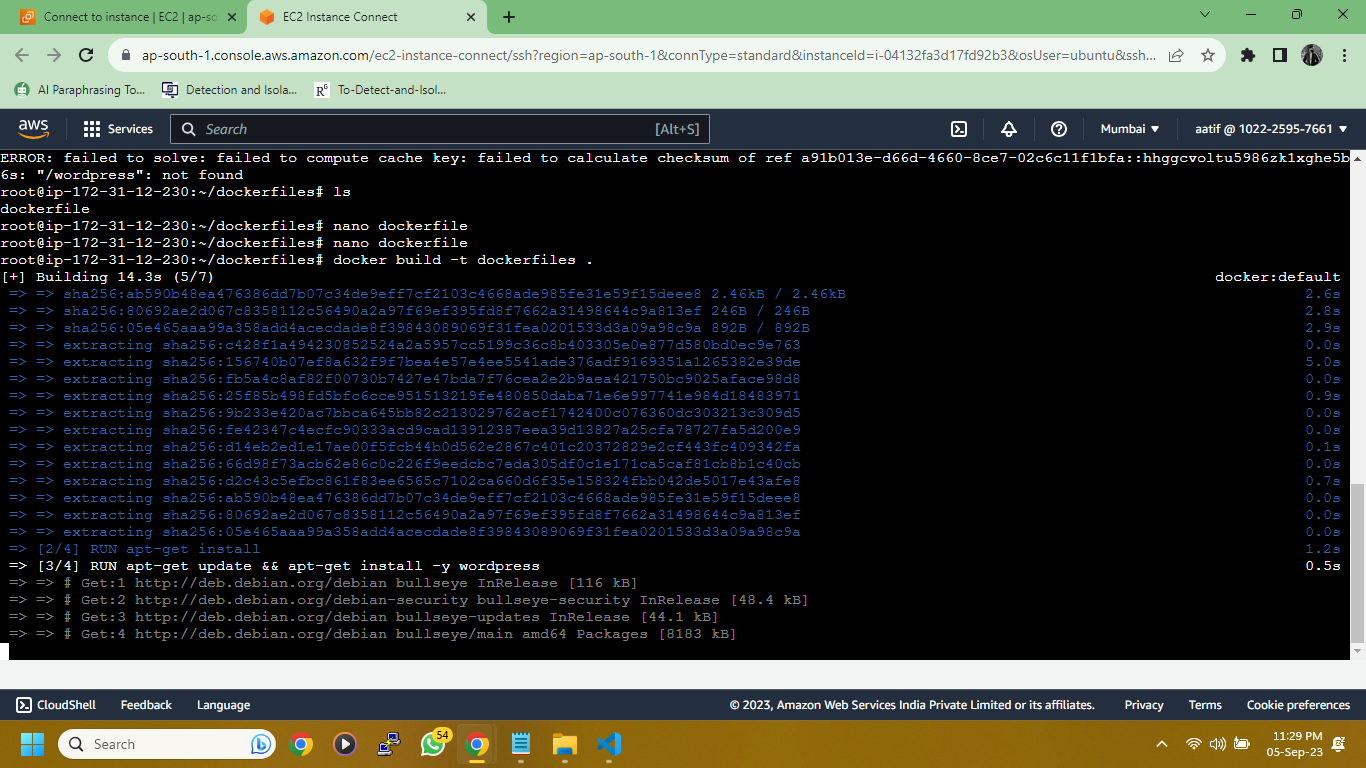 Connect to instance | EC2 | ap-so
EC2 Instance Connect
ap-south-1.console.aws.amazon.com/ec2-instance-connect/ssh?region=ap-south-1&connType=standard&instanceId=i-04132fa3d17fd92b3&osUser=ubuntu&ssh...
AI Paraphrasing To...
Detection and Isola...
R⁶ To-Detect-and-Isol...
aws
Services
Search
[Alt+S]
Mumbai
aatif @ 1022-2595-7661
ERROR: failed to solve: failed to compute cache key: failed to calculate checksum of ref a91b013e-d66d-4660-8ce7-02c6c11f1bfa::hhggcvoltu5986zk1xghe5b
6s: "/wordpress": not found
root@ip-172-31-12-230:~/dockerfiles# ls
dockerfile
root@ip-172-31-12-230:~/dockerfiles# nano dockerfile
root@ip-172-31-12-230:~/dockerfiles# nano dockerfile
root@ip-172-31-12-230:~/dockerfiles# docker build -t dockerfiles .
[+] Building 14.3s (5/7) docker:default
=> => sha256:ab590b48ea476386dd7b07c34de9eff7cf2103c4668ade985fe31e59f15deee8 2.46kB / 2.46kB 2.6s
=> => sha256:80692ae2d067c8358112c56490a2a97f69ef395fd8f7662a31498644c9a813ef 246B / 246B 2.8s
=> => sha256:05e465aaa99a358add4acecdade8f39843089069f31fea0201533d3a09a98c9a 892B / 892B 2.9s
=> => extracting sha256:c428f1a494230852524a2a5957cc5199c36c8b403305e0e877d580bd0ec9e763 0.0s
=> => extracting sha256:156740b07ef8a632f9f7bea4e57e4ee5541ade376adf9169351a1265382e39de 5.0s
=> => extracting sha256:fb5a4c8af82f00730b7427e47bda7f76cea2e2b9aea421750bc9025aface98d8 0.0s
=> => extracting sha256:25f85b498fd5bfc6cce951513219fe480850daba71e6e997741e984d18483971 0.9s
=> => extracting sha256:9b233e420ac7bbca645bb82c213029762acf1742400c076360dc303213c309d5 0.0s
=> => extracting sha256:fe42347c4ecfc90333acd9cad13912387eea39d13827a25cfa78727fa5d200e9 0.0s
=> => extracting sha256:d14eb2ed1e17ae00f5fcb44b0d562e2867c401c20372829e2cf443fc409342fa 0.1s
=> => extracting sha256:66d98f73acb62e86c0c226f9eedcbc7eda305df0c1e171ca5caf81cb8b1c40cb 0.0s
=> => extracting sha256:d2c43c5efbc861f83ee6565c7102ca660d6f35e158324fbb042de5017e43afe8 0.7s
=> => extracting sha256:ab590b48ea476386dd7b07c34de9eff7cf2103c4668ade985fe31e59f15deee8 0.0s
=> => extracting sha256:80692ae2d067c8358112c56490a2a97f69ef395fd8f7662a31498644c9a813ef 0.0s
=> => extracting sha256:05e465aaa99a358add4acecdade8f39843089069f31fea0201533d3a09a98c9a 0.0s
=> [2/4] RUN apt-get install 1.2s
=> [3/4] RUN apt-get update && apt-get install -y wordpress 0.5s
=> => # Get:1 http://deb.debian.org/debian bullseye InRelease [116 kB]
=> => # Get:2 http://deb.debian.org/debian-security bullseye-security InRelease [48.4 kB]
=> => # Get:3 http://deb.debian.org/debian bullseye-updates InRelease [44.1 kB]
=> => # Get:4 http://deb.debian.org/debian bullseye/main amd64 Packages [8183 kB]
CloudShell
Feedback
Language
© 2023, Amazon Web Services India Private Limited or its affiliates.
Privacy
Terms
Cookie preferences
Search
54
11:29 PM
05-Sep-23